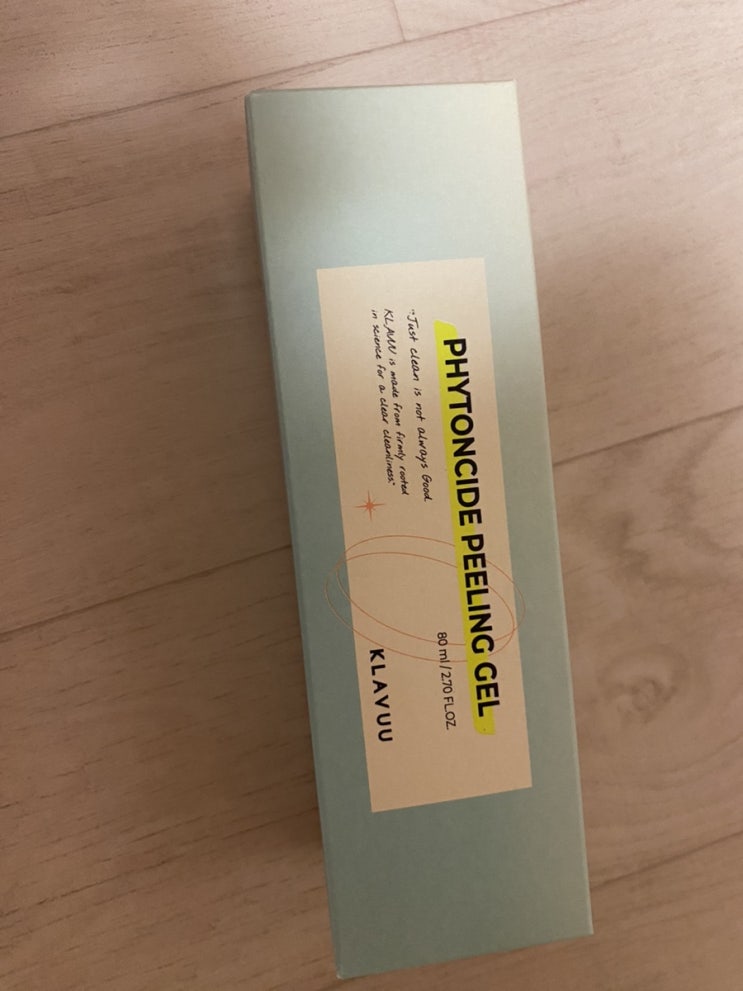 PHYTONCIDE PEELING GEL
80 ml / 2.70 FL.OZ.
"Just clean is not always Good.
KLAVUU is made from firmly rooted
in science for a clear cleanliness."
KLAVUU